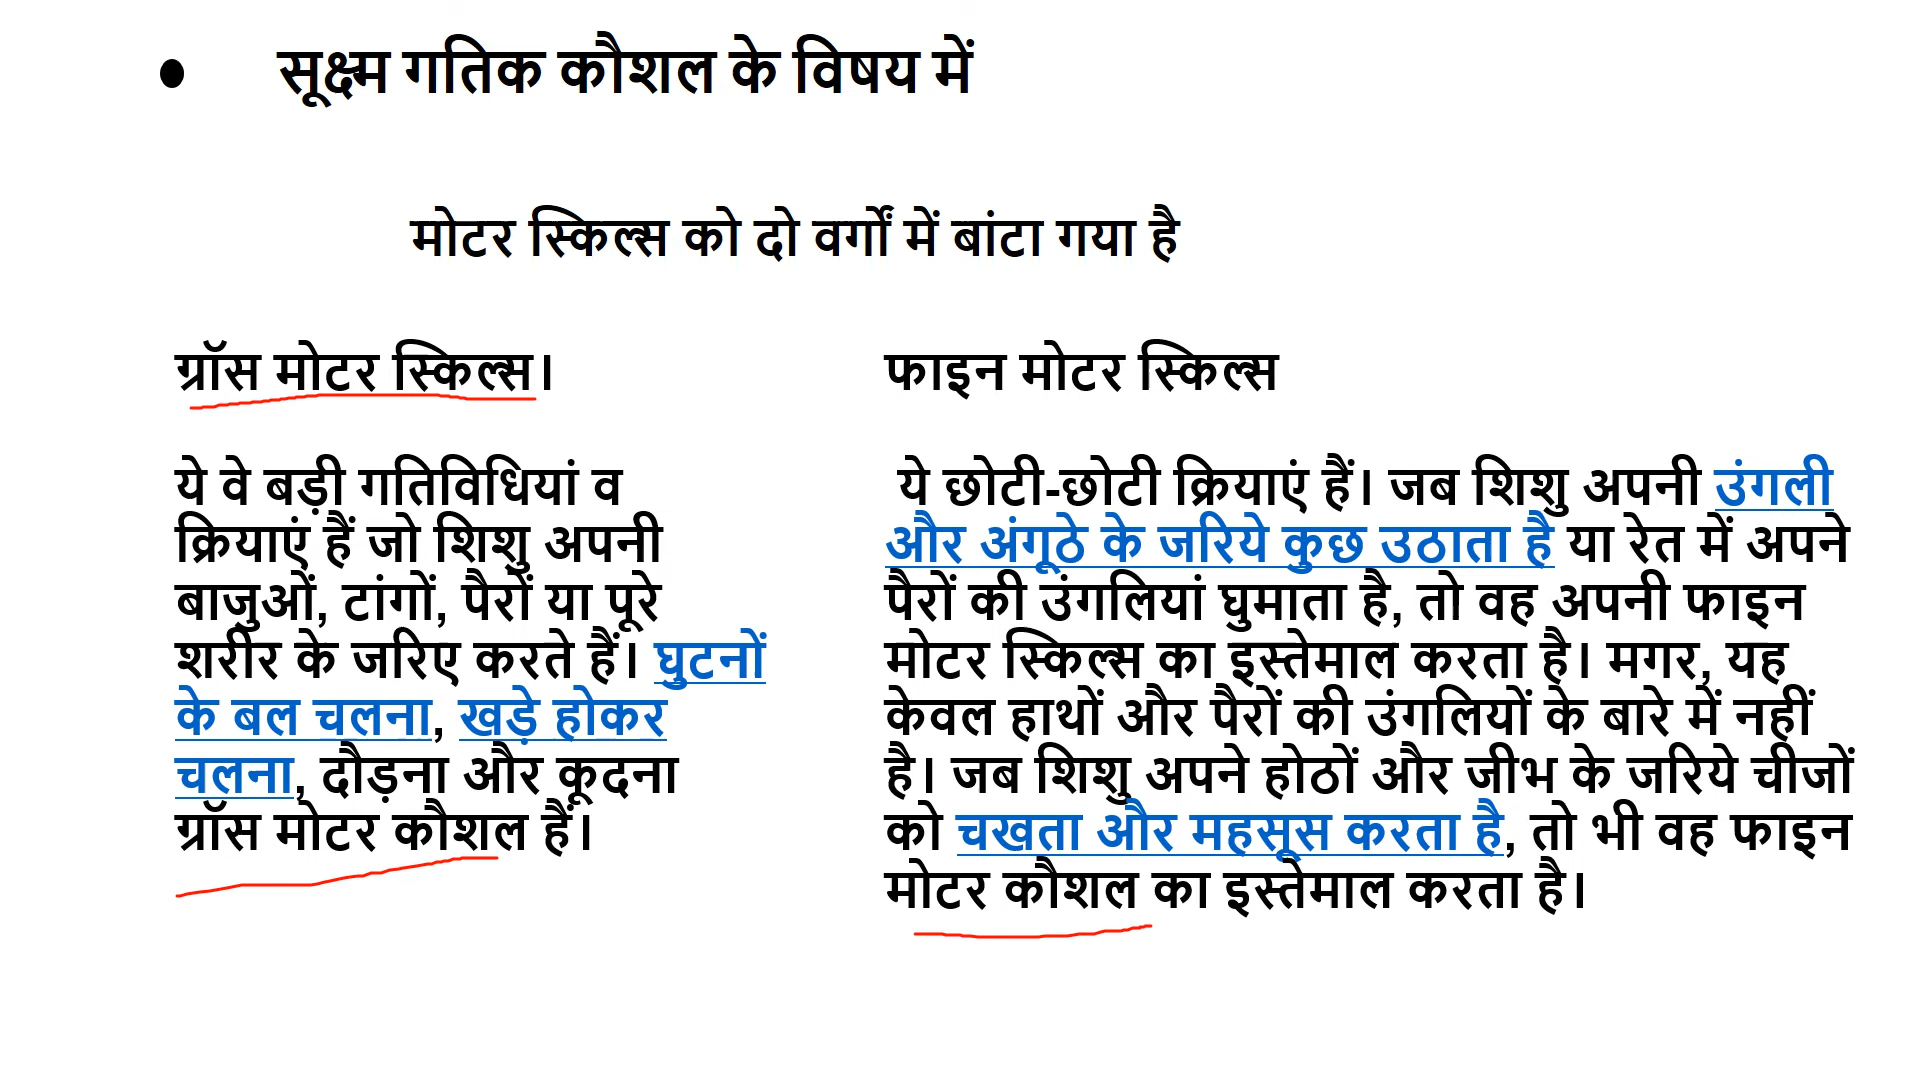 • सूक्ष्म गतिक कौशल के विषय में
मोटर स्किल्स को दो वर्गों में बांटा गया है
ग्रॉस मोटर स्किल्स।
ये वे बड़ी गतिविधियां व
क्रियाएं हैं जो शिशु अपनी
बाजुओं, टांगों, पैरों या पूरे
शरीर के जरिए करते हैं। घुटनों
के बल चलना, खड़े होकर
चलना, दौड़ना और कूदना
ग्रॉस मोटर कौशल हैं।
फाइन मोटर स्किल्स
ये छोटी-छोटी क्रियाएं हैं। जब शिशु अपनी उंगली
और अंगूठे के जरिये कुछ उठाता है या रेत में अपने
पैरों की उंगलियां घुमाता है, तो वह अपनी फाइन
मोटर स्किल्स का इस्तेमाल करता है। मगर, यह
केवल हाथों और पैरों की उंगलियों के बारे में नहीं
है। जब शिशु अपने होठों और जीभ के जरिये चीजों
को चखता और महसूस करता है, तो भी वह फाइन
मोटर कौशल का इस्तेमाल करता है।